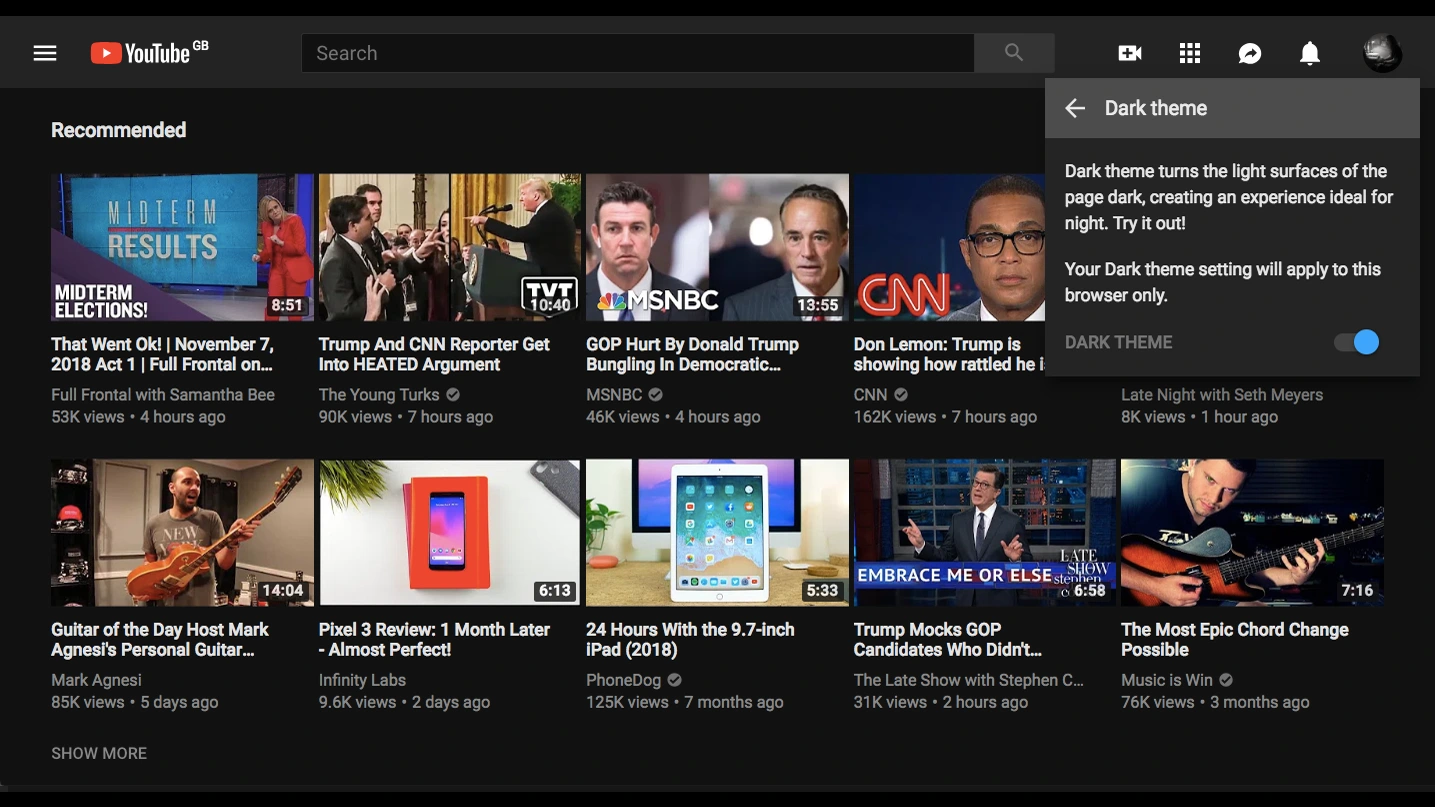 YouTube GB
Search
Dark theme
Dark theme turns the light surfaces of the
page dark, creating an experience ideal for
night. Try it out!
Your Dark theme setting will apply to this
browser only.
DARK THEME
Recommended
MIDTERM
RESULTS
MIDTERM
ELECTIONS!
8:51
TYT
10:40
MSNBC
13:55
CNN
That Went Ok! | November 7,
2018 Act 1 | Full Frontal on...
Full Frontal with Samantha Bee
53K views • 4 hours ago
Trump And CNN Reporter Get
Into HEATED Argument
The Young Turks
90K views • 7 hours ago
GOP Hurt By Donald Trump
Bungling In Democratic...
MSNBC
46K views • 4 hours ago
Don Lemon: Trump is
showing how rattled he i
CNN
162K views • 7 hours ago
Late Night with Seth Meyers
8K views • 1 hour ago
NEW
14:04
6:13
5:33
EMBRACE ME OR ELSE
LATE
SHOW
stephen
6:58
7:16
Guitar of the Day Host Mark
Agnesi's Personal Guitar...
Mark Agnesi
85K views • 5 days ago
Pixel 3 Review: 1 Month Later
- Almost Perfect!
Infinity Labs
9.6K views • 2 days ago
24 Hours With the 9.7-inch
iPad (2018)
PhoneDog
125K views • 7 months ago
Trump Mocks GOP
Candidates Who Didn't...
The Late Show with Stephen C...
31K views • 2 hours ago
The Most Epic Chord Change
Possible
Music is Win
76K views • 3 months ago
SHOW MORE